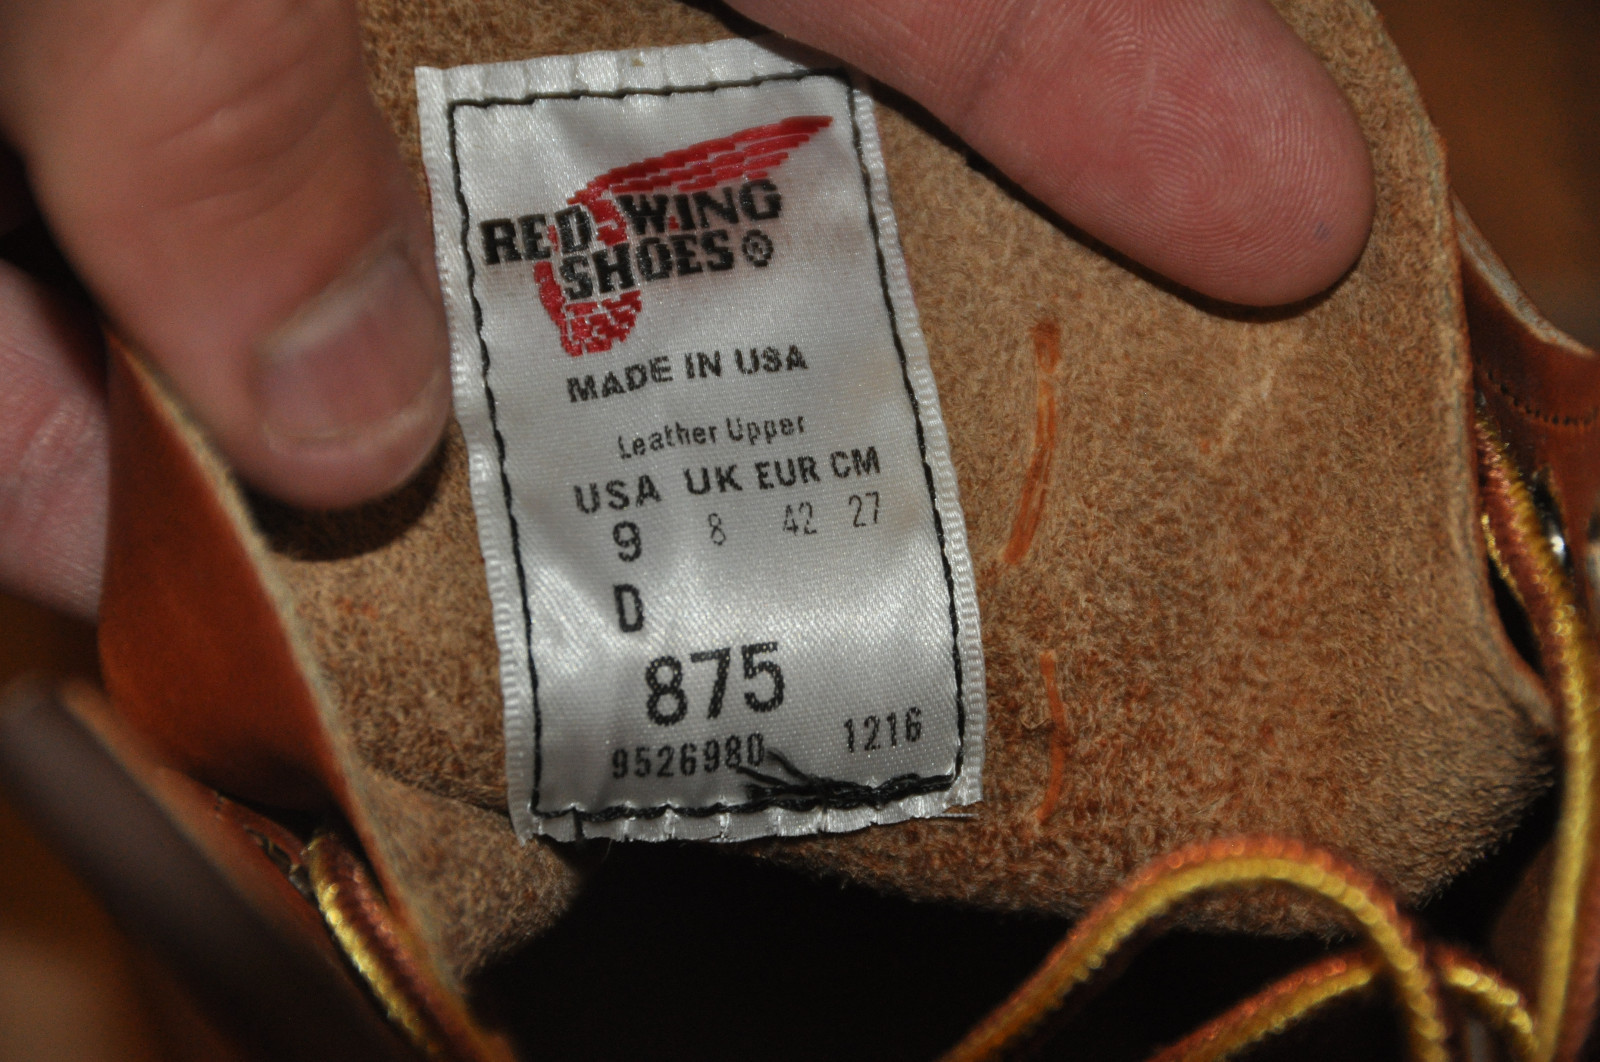 RED WING
SHOES®
MADE IN USA
Leather Upper
USA UK EUR CM
9 8 42 27
D
875
9526980 1216